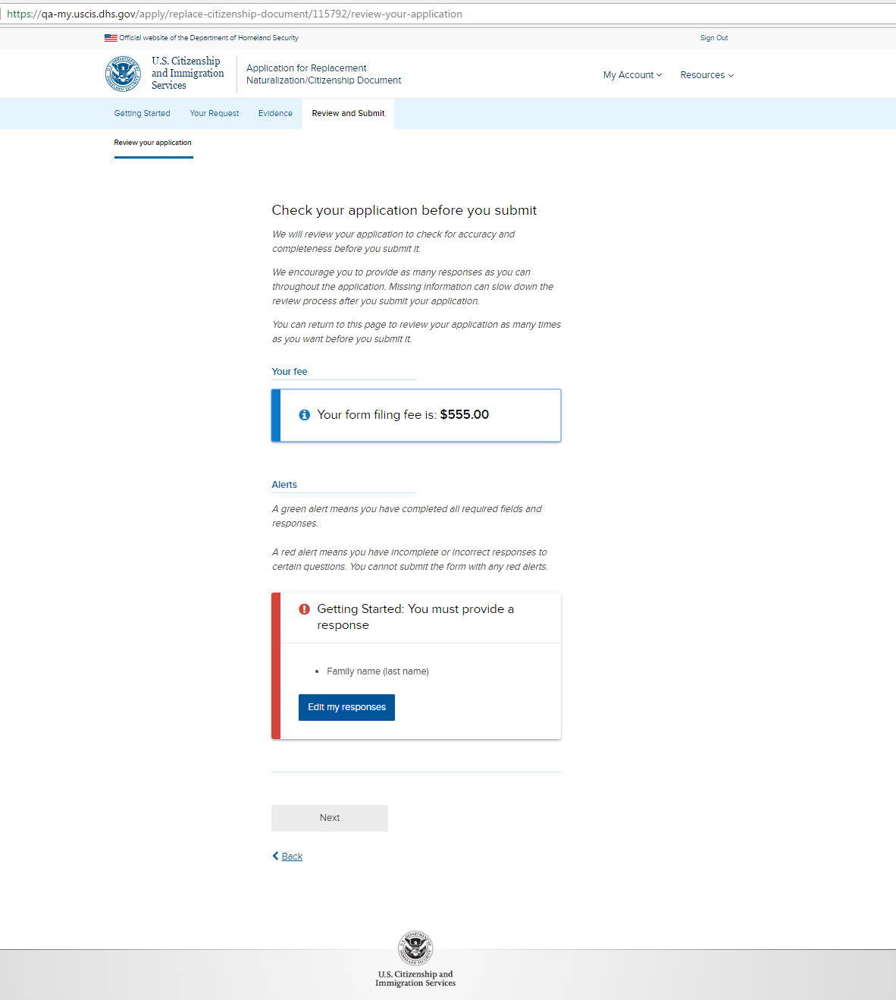 https://qa-my.uscis.dhs.gov/apply/replace-citizenship-document/115792/review-your-application
Official website of the Department of Homeland Security
Sign Out
U.S. Citizenship
and Immigration
Services
Application for Replacement
Naturalization/Citizenship Document
My Account
Resources
Getting Started
Your Request
Evidence
Review and Submit
Review your application
Check your application before you submit
We will review your application to check for accuracy and
completeness before you submit it.
We encourage you to provide as many responses as you can
throughout the application. Missing information can slow down the
review process after you submit your application.
You can return to this page to review your application as many times
as you want before you submit it.
Your fee
Your form filing fee is: $555.00
Alerts
A green alert means you have completed all required fields and
responses.
A red alert means you have incomplete or incorrect responses to
certain questions. You cannot submit the form with any red alerts.
Getting Started: You must provide a
response
• Family name (last name)
Edit my responses
Next
Back
U.S. Citizenship and
Immigration Services